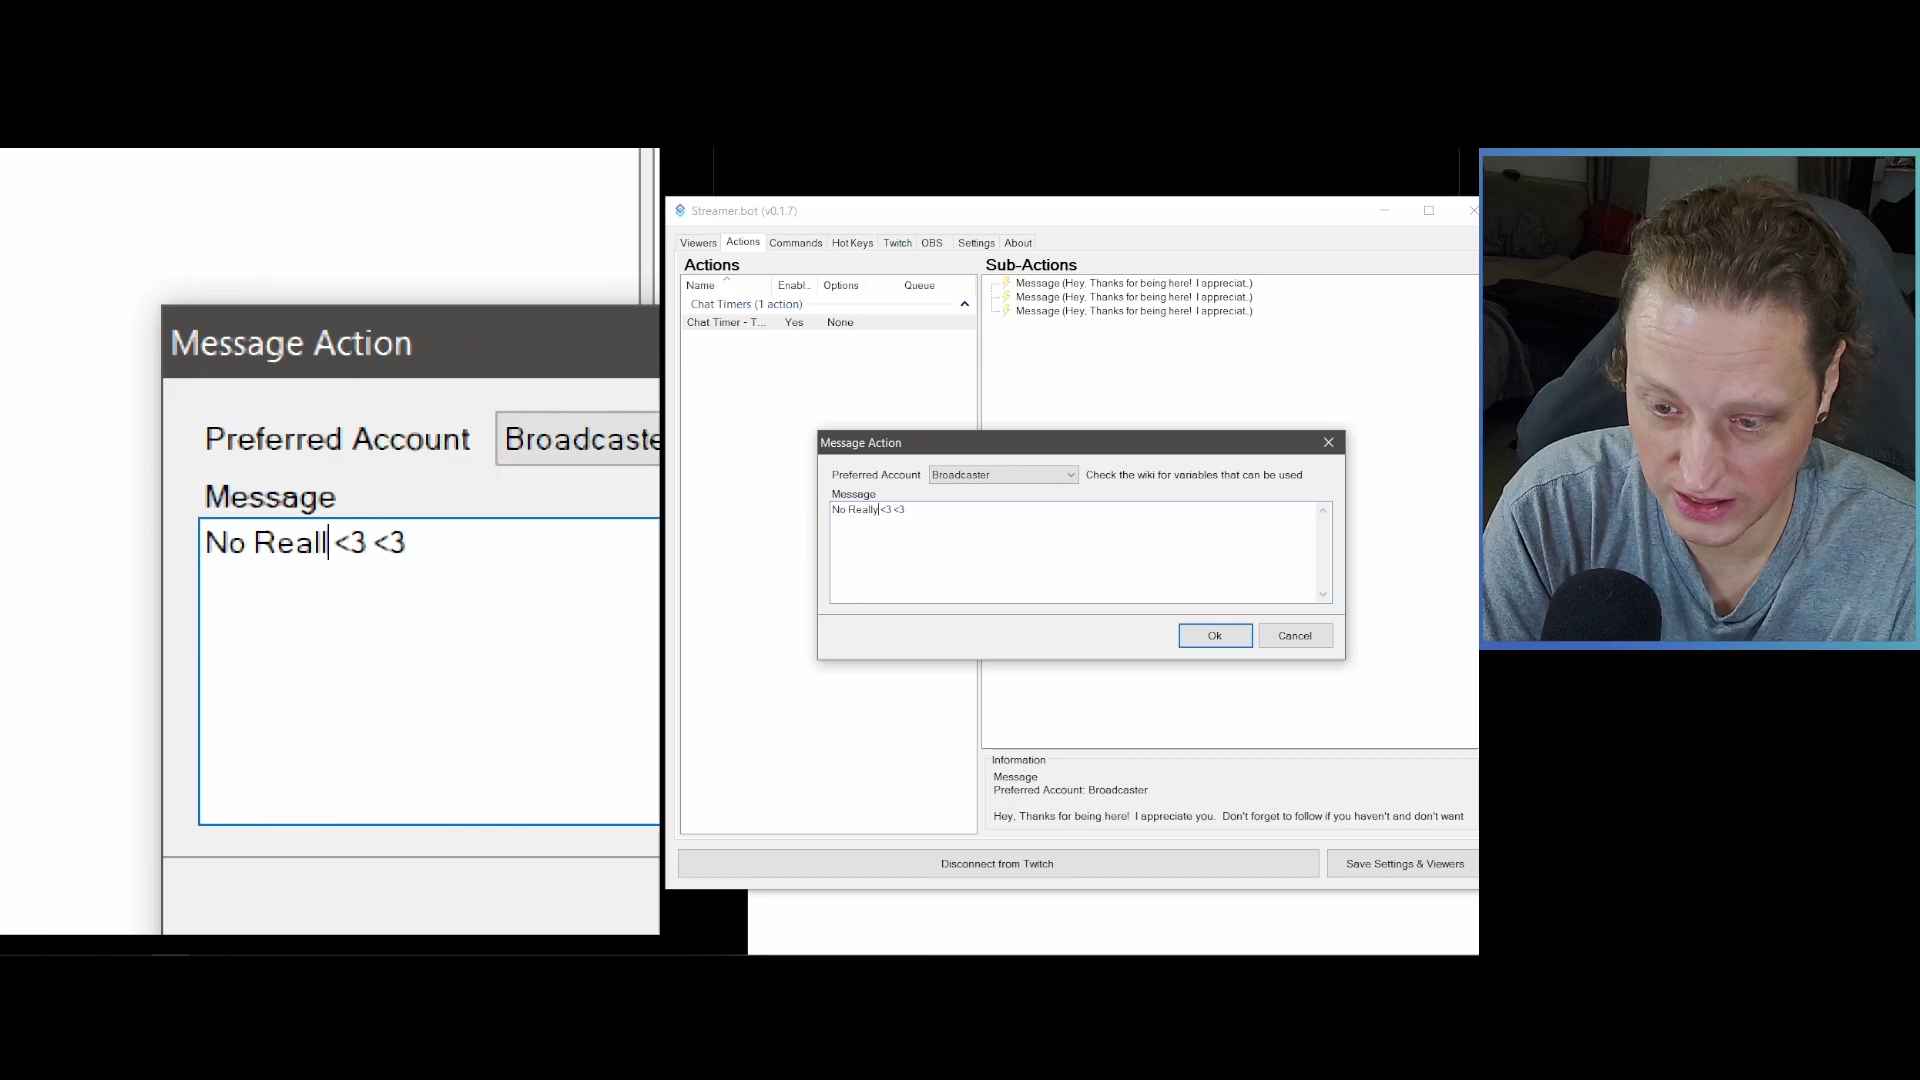 Message Action
Preferred Account Broadcaste
Message
No Reall <3 <3
Streamer.bot (v0.1.7)
Viewers Actions Commands Hot Keys Twitch OBS Settings About
Actions
Name Enabl... Options Queue
Chat Timers (1 action)
Chat Timer - T... Yes None
Sub-Actions
Message (Hey, Thanks for being here! I appreciat..)
Message (Hey, Thanks for being here! I appreciat..)
Message (Hey, Thanks for being here! I appreciat..)
Message Action
Preferred Account Broadcaster Check the wiki for variables that can be used
Message
No Really <3 <3
Ok Cancel
Information
Message
Preferred Account: Broadcaster
Hey, Thanks for being here! I appreciate you. Don't forget to follow if you haven't and don't want
Disconnect from Twitch Save Settings & Viewers